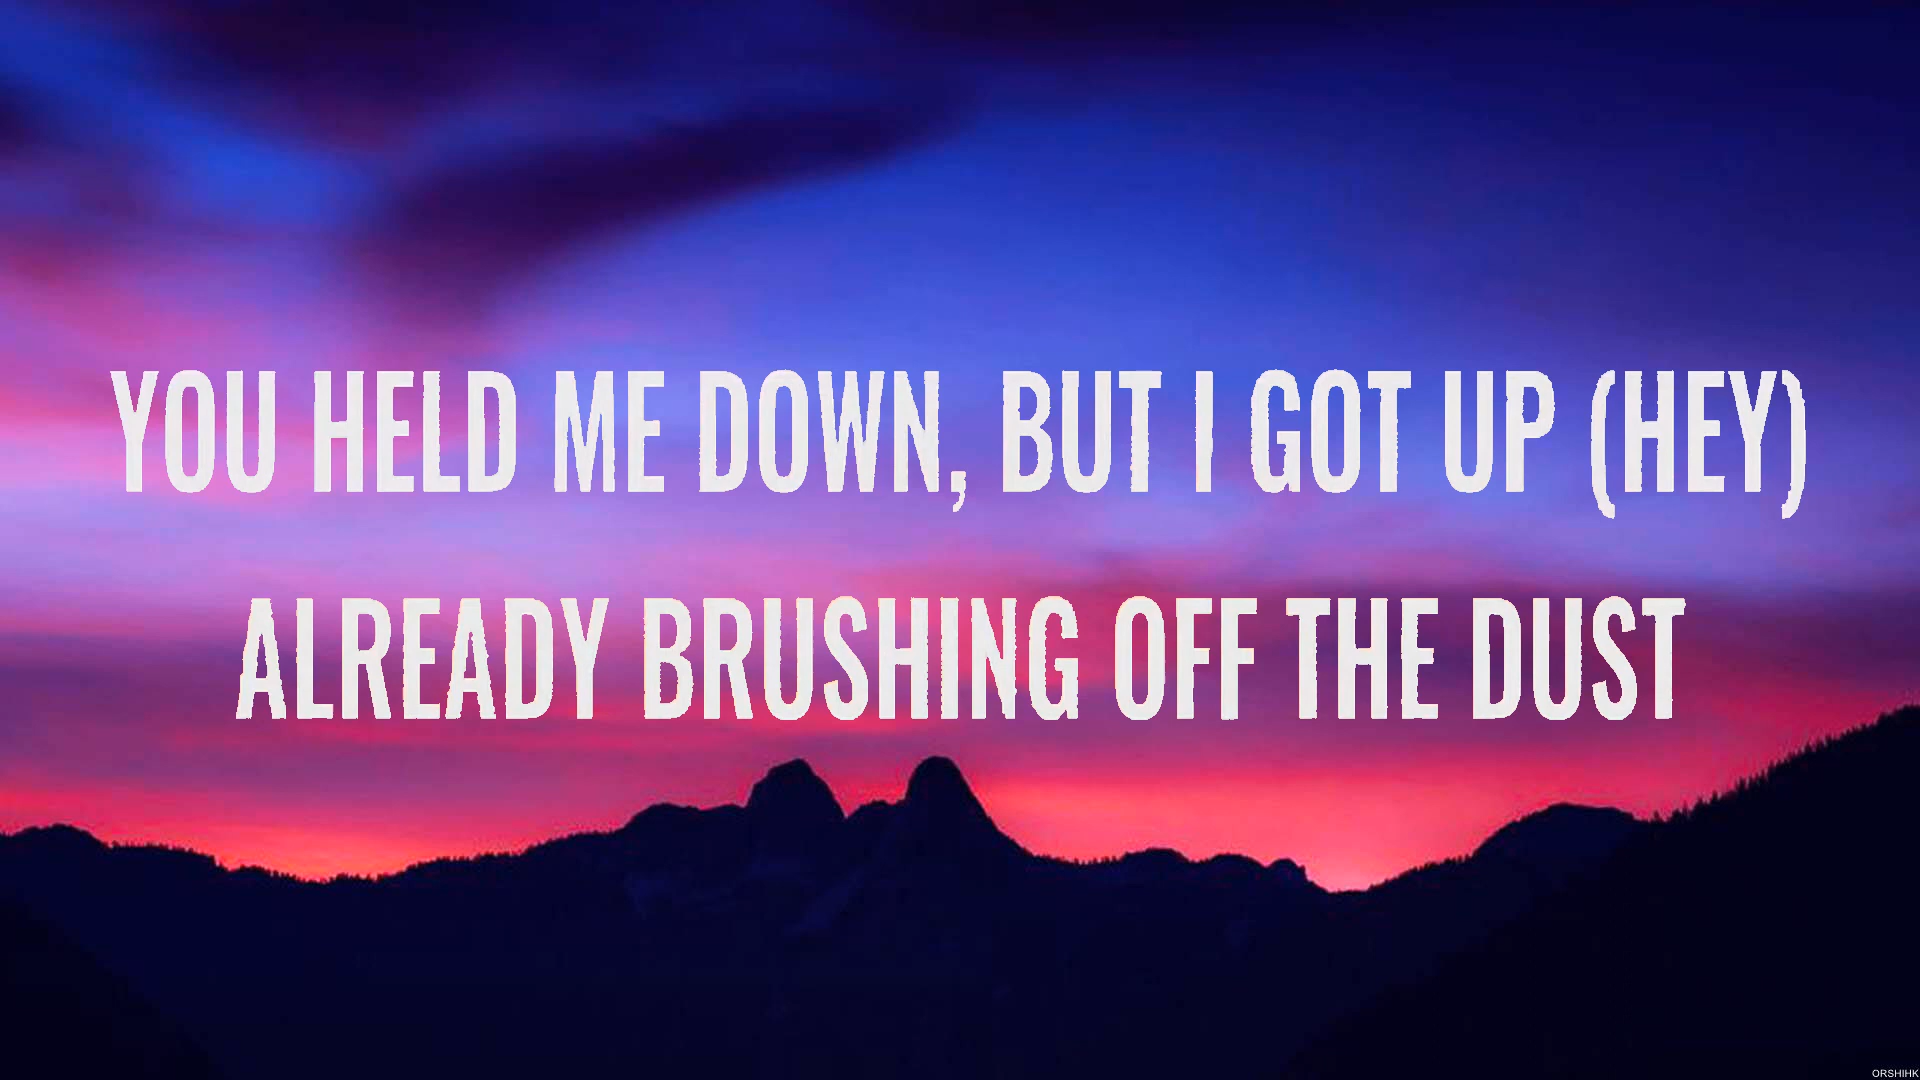 YOU HELD ME DOWN, BUT I GOT UP (HEY)
ALREADY BRUSHING OFF THE DUST
ORSHIHK